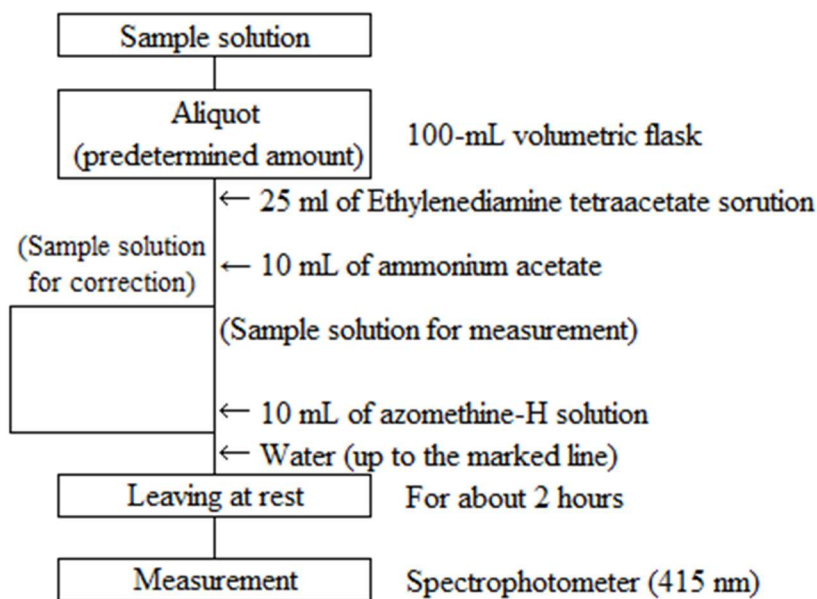 Sample solution
Aliquot
(predetermined amount)
100-mL volumetric flask
← 25 ml of Ethylenediamine tetraacetate sorution
(Sample solution
for correction)
← 10 mL of ammonium acetate
(Sample solution for measurement)
← 10 mL of azomethine-H solution
← Water (up to the marked line)
Leaving at rest
For about 2 hours
Measurement
Spectrophotometer (415 nm)